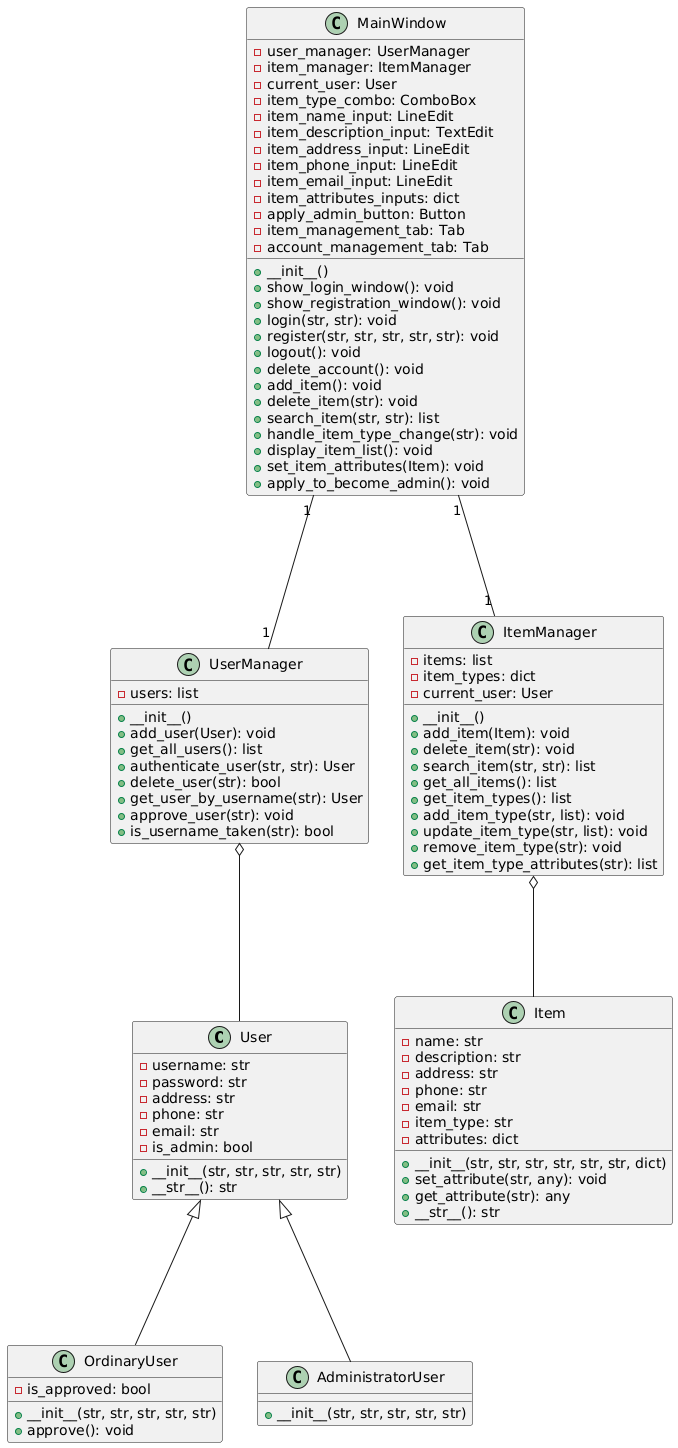 C MainWindow
user_manager: UserManager
item_manager: ItemManager
current_user: User
item_type_combo: ComboBox
item_name_input: LineEdit
item_description_input: TextEdit
item_address_input: LineEdit
item_phone_input: LineEdit
item_email_input: LineEdit
item_attributes_inputs: dict
apply_admin_button: Button
item_management_tab: Tab
account_management_tab: Tab
__init__()
show_login_window(): void
show_registration_window(): void
login(str, str): void
register(str, str, str, str, str): void
logout(): void
delete_account(): void
add_item(): void
delete_item(str): void
search_item(str, str): list
handle_item_type_change(str): void
display_item_list(): void
set_item_attributes(Item): void
apply_to_become_admin(): void
1
1
1
1
C UserManager
users: list
__init__()
add_user(User): void
get_all_users(): list
authenticate_user(str, str): User
delete_user(str): bool
get_user_by_username(str): User
approve_user(str): void
is_username_taken(str): bool
C ItemManager
items: list
item_types: dict
current_user: User
__init__()
add_item(Item): void
delete_item(str): void
search_item(str, str): list
get_all_items(): list
get_item_types(): list
add_item_type(str, list): void
update_item_type(str, list): void
remove_item_type(str): void
get_item_type_attributes(str): list
C User
username: str
password: str
address: str
phone: str
email: str
is_admin: bool
__init__(str, str, str, str, str)
__str__(): str
C Item
name: str
description: str
address: str
phone: str
email: str
item_type: str
attributes: dict
__init__(str, str, str, str, str, str, dict)
set_attribute(str, any): void
get_attribute(str): any
__str__(): str
C OrdinaryUser
is_approved: bool
__init__(str, str, str, str, str)
approve(): void
C AdministratorUser
__init__(str, str, str, str, str)